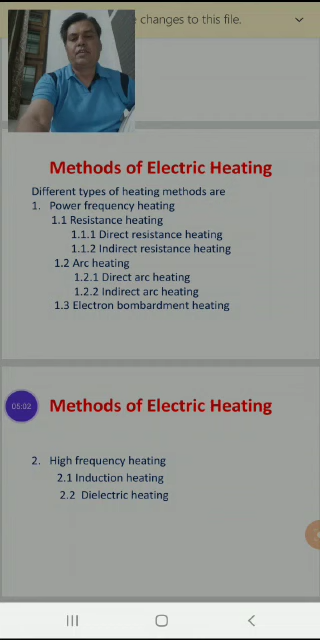 changes to this file.
Methods of Electric Heating
Different types of heating methods are
1. Power frequency heating
1.1 Resistance heating
1.1.1 Direct resistance heating
1.1.2 Indirect resistance heating
1.2 Arc heating
1.2.1 Direct arc heating
1.2.2 Indirect arc heating
1.3 Electron bombardment heating
05:02
Methods of Electric Heating
2. High frequency heating
2.1 Induction heating
2.2 Dielectric heating